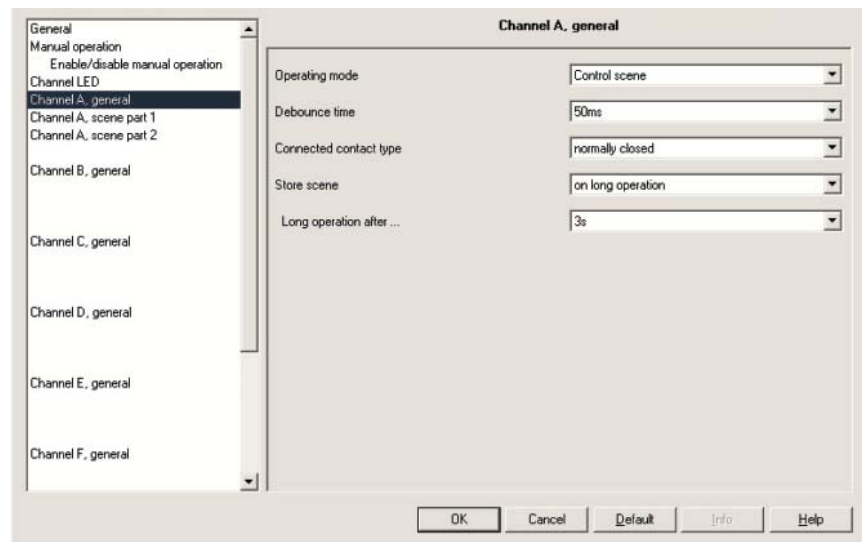 General
Manual operation
Enable/disable manual operation
Channel LED
Channel A, general
Channel A, scene part 1
Channel A, scene part 2
Channel B, general
Channel C, general
Channel D, general
Channel E, general
Channel F, general
Channel A, general
Operating mode
Control scene
Debounce time
50ms
Connected contact type
normally closed
Store scene
on long operation
Long operation after ...
3s
OK
Cancel
Default
Info
Help